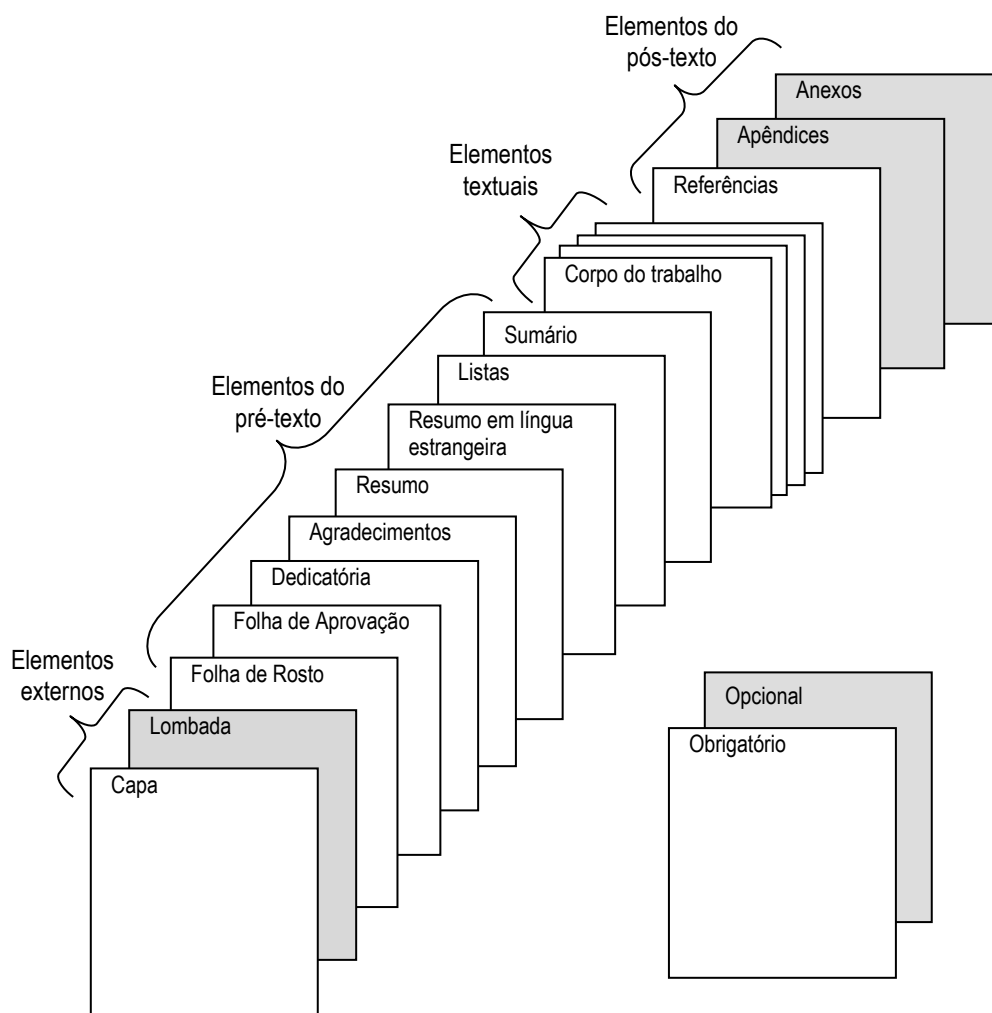 Elementos do
pós-texto
Anexos
Apêndices
Elementos
textuais
Referências
Corpo do trabalho
Sumário
Listas
Elementos do
pré-texto
Resumo em língua
estrangeira
Resumo
Agradecimentos
Dedicatória
Folha de Aprovação
Elementos
externos
Folha de Rosto
Lombada
Capa
Opcional
Obrigatório